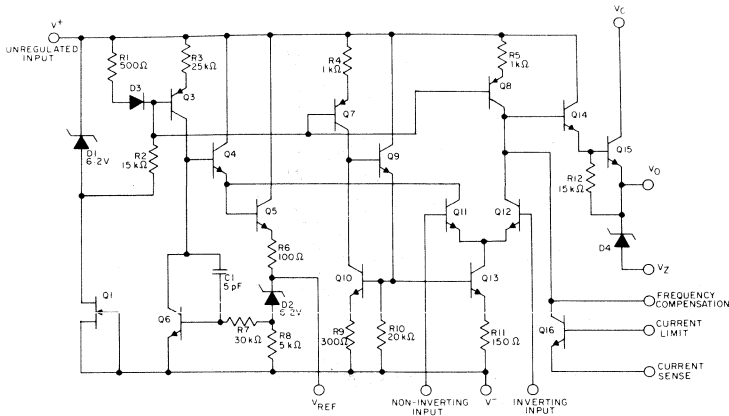 V+
UNREGULATED
INPUT
R1
500Ω
R3
25kΩ
D3
Q3
D1
6.2V
R2
15kΩ
Q4
Q5
R4
1kΩ
Q7
Q9
R5
1kΩ
Q8
VC
Q14
Q15
R12
15kΩ
VO
D4
VZ
Q11
Q12
R6
100Ω
C1
5pF
Q1
Q6
D2
6.2V
R7
30kΩ
R8
5kΩ
Q10
Q13
R9
300Ω
R10
20kΩ
R11
150Ω
Q16
FREQUENCY
COMPENSATION
CURRENT
LIMIT
CURRENT
SENSE
VREF
NON-INVERTING
INPUT
V-
INVERTING
INPUT